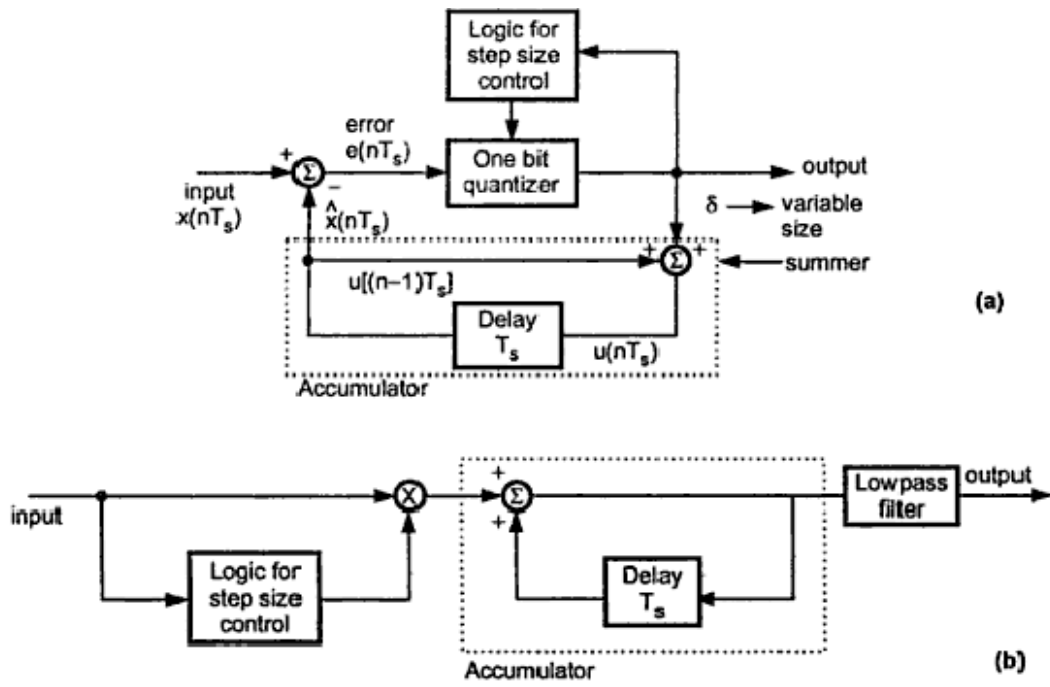 Logic for
step size
control
error
e(nTₛ)
+
Σ
−
One bit
quantizer
output
input
x(nTₛ)
x̂(nTₛ)
δ → variable
size
+
Σ
+
summer
u[(n−1)Tₛ]
Delay
Tₛ
u(nTₛ)
(a)
Accumulator
+
Σ
+
X
Lowpass
filter
output
input
Logic for
step size
control
Delay
Tₛ
Accumulator
(b)